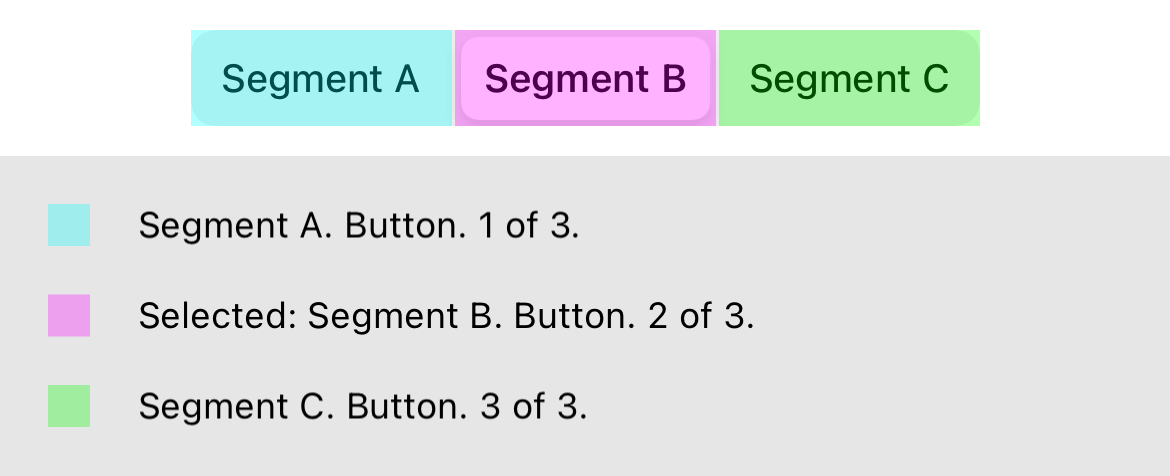 Segment A Segment B Segment C
Segment A. Button. 1 of 3.
Selected: Segment B. Button. 2 of 3.
Segment C. Button. 3 of 3.